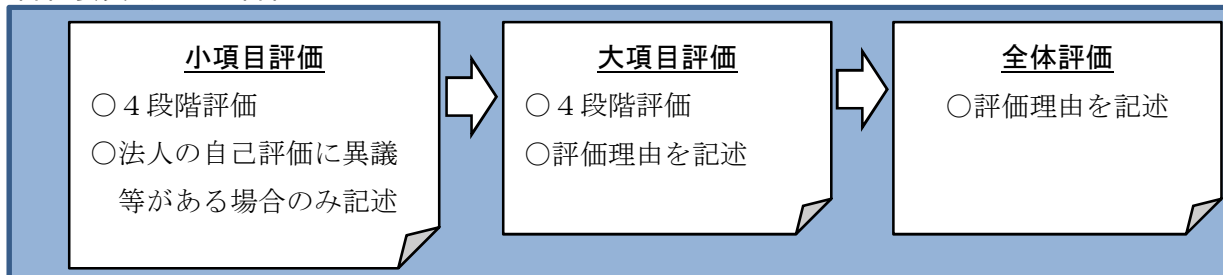 小項目評価
○４段階評価
○法人の自己評価に異議
等がある場合のみ記述
大項目評価
○４段階評価
○評価理由を記述
全体評価
○評価理由を記述